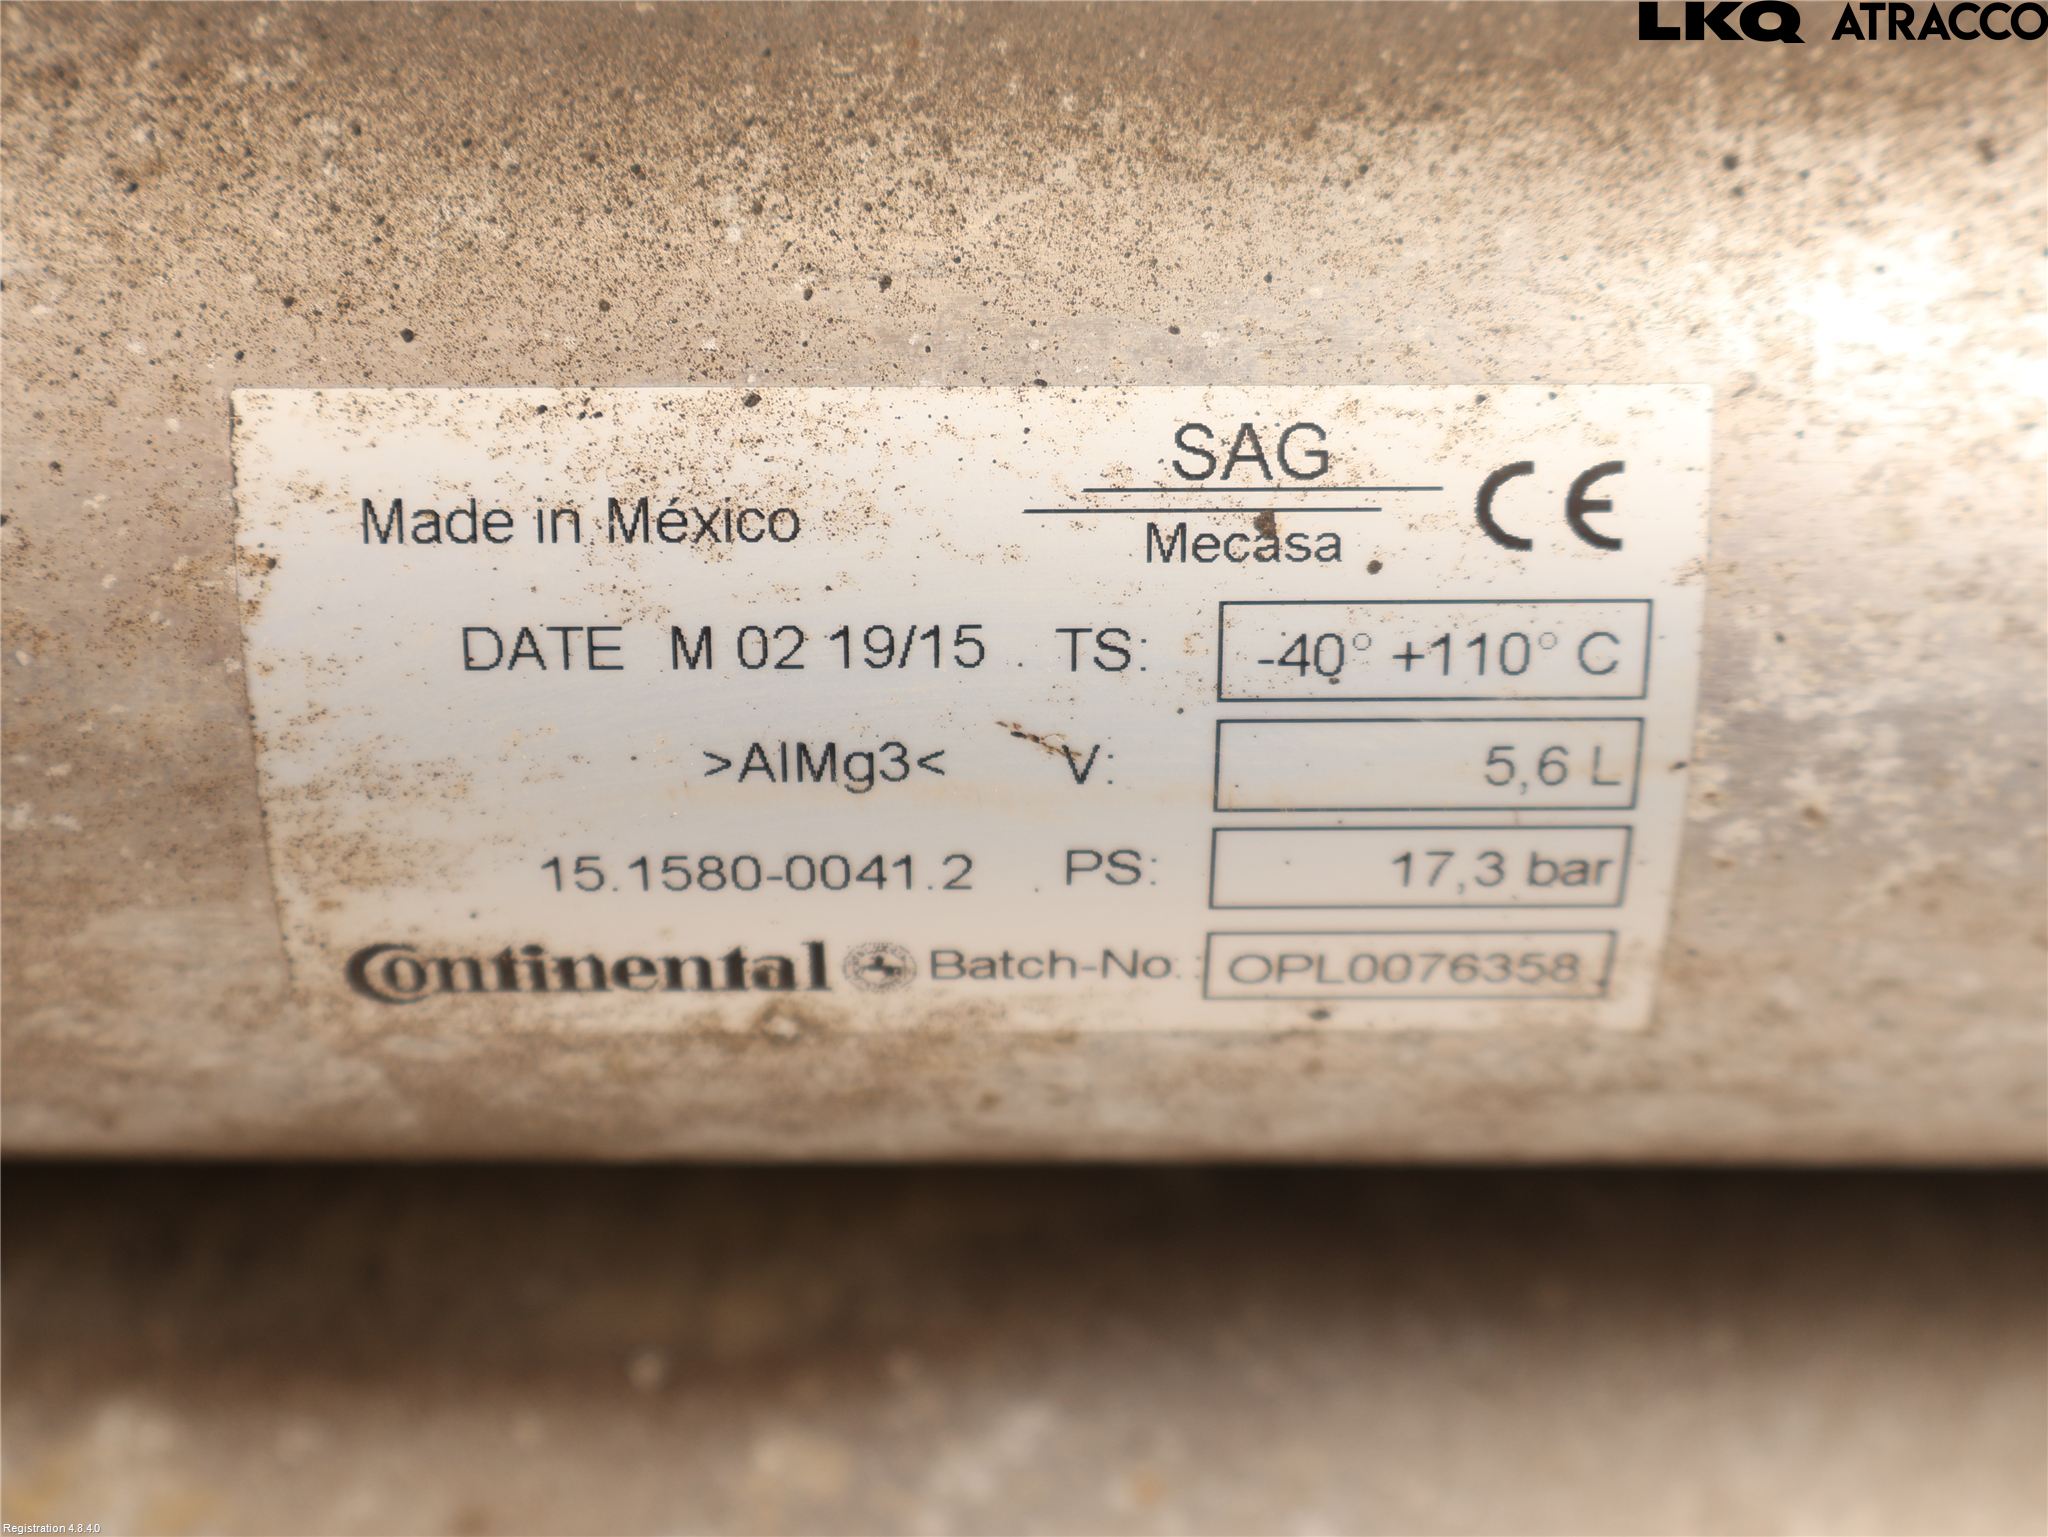 LKQ ATRACCO
SAG
Made in México
Mecasa
CE
DATE M 02 19/15 TS: -40° +110° C
>AlMg3< V: 5,6 L
15.1580-0041.2 PS: 17,3 bar
Continental Batch-No. OPL0076358
Registration 4.8.4.0